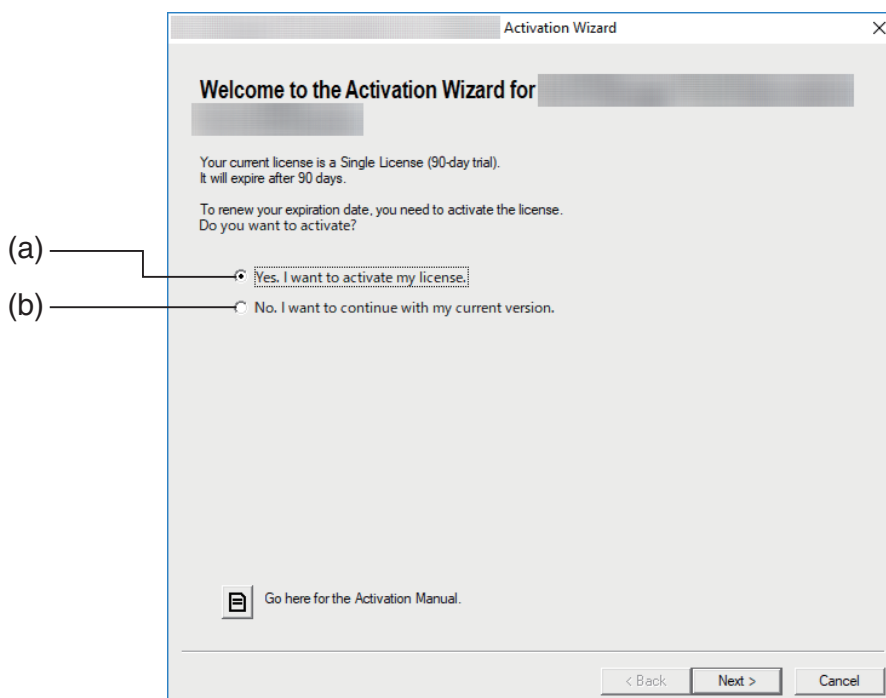 Activation Wizard
Welcome to the Activation Wizard for
Your current license is a Single License (90-day trial).
It will expire after 90 days.
To renew your expiration date, you need to activate the license.
Do you want to activate?
(a)
Yes. I want to activate my license.
(b)
No. I want to continue with my current version.
Go here for the Activation Manual.
< Back
Next >
Cancel